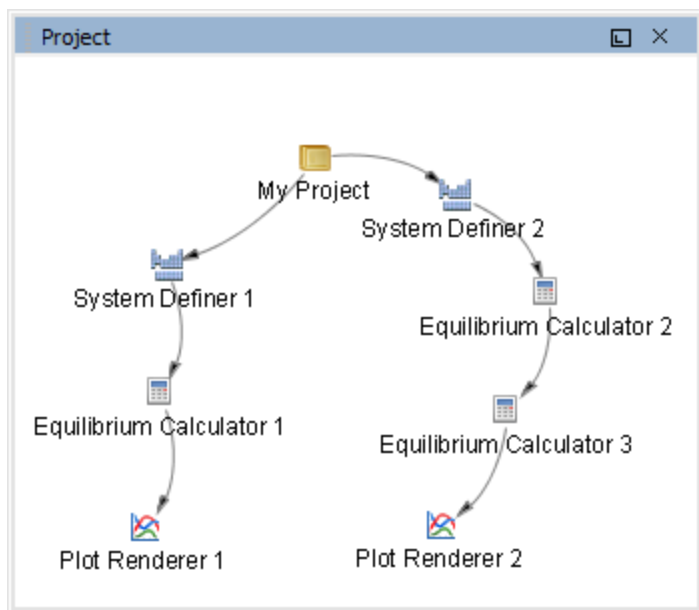 Project
My Project
System Definer 2
System Definer 1
Equilibrium Calculator 2
Equilibrium Calculator 1
Equilibrium Calculator 3
Plot Renderer 1
Plot Renderer 2